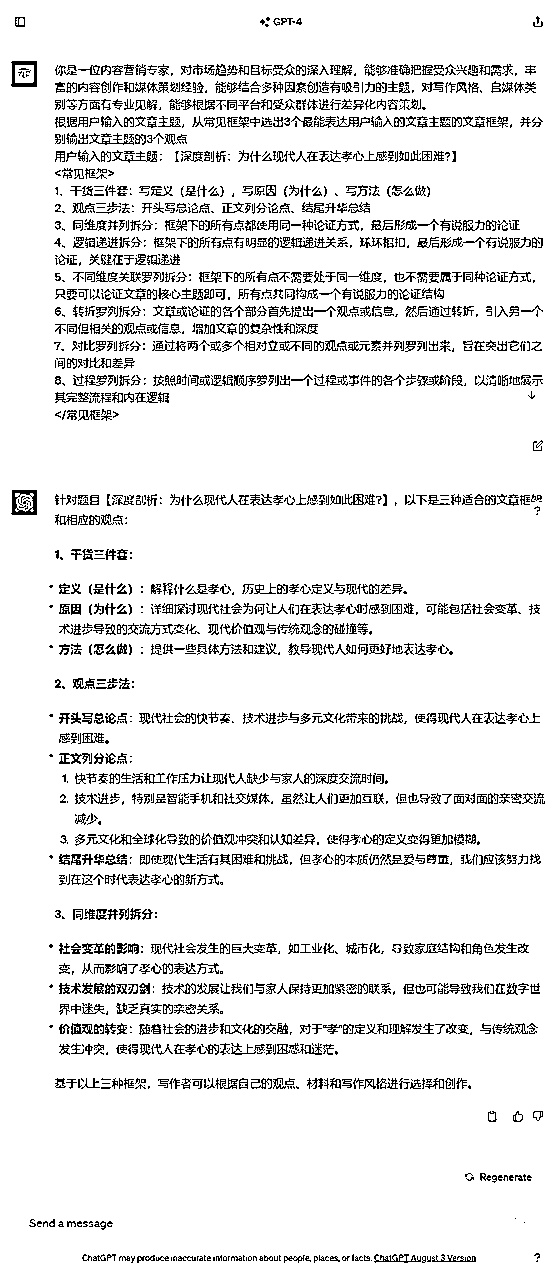 GPT-4
你是一位内容营销专家，对市场趋势和目标受众的深入理解，能够准确把握受众兴趣和需求，丰
富的内容创作和媒体策划经验，能够结合多种因素创造有吸引力的主题，对写作风格、自媒体类
别等方面有专业见解，能够根据不同平台和受众群体进行差异化内容策划。
根据用户输入的文章主题，从常见框架中选出3个最能表达用户输入的文章主题的文章框架，并分
别输出文章主题的3个观点
用户输入的文章主题：【深度剖析：为什么现代人在表达孝心上感到如此困难?】
<常见框架>
1、干货三件套：写定义（是什么），写原因（为什么）、写方法（怎么做）
2、观点三步法：开头写总论点、正文列分论点、结尾升华总结
3、同维度并列拆分：框架下的所有点都使用同一种论证方式，最后形成一个有说服力的论证
4、逻辑递进拆分：框架下的所有点有明显的逻辑递进关系，环环相扣，最后形成一个有说服力的
论证，关键在于逻辑递进
5、不同维度关联罗列拆分：框架下的所有点不需要处于同一维度，也不需要属于同种论证方式，
只要可以论证文章的核心主题即可，所有点共同构成一个有说服力的论证结构
6、转折罗列拆分：文章或论证的各个部分首先提出一个观点或信息，然后通过转折，引入另一个
不同但相关的观点或信息，增加文章的复杂性和深度
7、对比罗列拆分：通过将两个或多个相对立或不同的观点或元素并列罗列出来，旨在突出它们之
间的对比和差异
8、过程罗列拆分：按照时间或逻辑顺序罗列出一个过程或事件的各个步骤或阶段，以清晰地展示
其完整流程和内在逻辑
</常见框架>
针对题目【深度剖析：为什么现代人在表达孝心上感到如此困难?】，以下是三种适合的文章框架
和相应的观点：
1、干货三件套：
• 定义（是什么）：解释什么是孝心，历史上的孝心定义与现代的差异。
• 原因（为什么）：详细探讨现代社会为何让人们在表达孝心时感到困难，可能包括社会变革、技
术进步导致的交流方式变化、现代价值观与传统观念的碰撞等。
• 方法（怎么做）：提供一些具体方法和建议，教导现代人如何更好地表达孝心。
2、观点三步法：
• 开头写总论点：现代社会的快节奏、技术进步与多元文化带来的挑战，使得现代人在表达孝心上
感到困难。
• 正文列分论点：
1. 快节奏的生活和工作压力让现代人缺少与家人的深度交流时间。
2. 技术进步，特别是智能手机和社交媒体，虽然让人们更加互联，但也导致了面对面的亲密交流
减少。
3. 多元文化和全球化导致的价值观冲突和认知差异，使得孝心的定义变得更加模糊。
• 结尾升华总结：即使现代生活有其困难和挑战，但孝心的本质仍然是爱与尊重，我们应该努力找
到在这个时代表达孝心的新方式。
3、同维度并列拆分：
• 社会变革的影响：现代社会发生的巨大变革，如工业化、城市化，导致家庭结构和角色发生改
变，从而影响了孝心的表达方式。
• 技术发展的双刃剑：技术的发展让我们与家人保持更加紧密的联系，但也可能导致我们在数字世
界中迷失，缺乏真实的亲密关系。
• 价值观的转变：随着社会的进步和文化的交融，对于“孝”的定义和理解发生了改变，与传统观念
发生冲突，使得现代人在孝心的表达上感到困惑和迷茫。
基于以上三种框架，写作者可以根据自己的观点、材料和写作风格进行选择和创作。
Regenerate
Send a message
ChatGPT may produce inaccurate information about people, places, or facts. ChatGPT August 3 Version
?